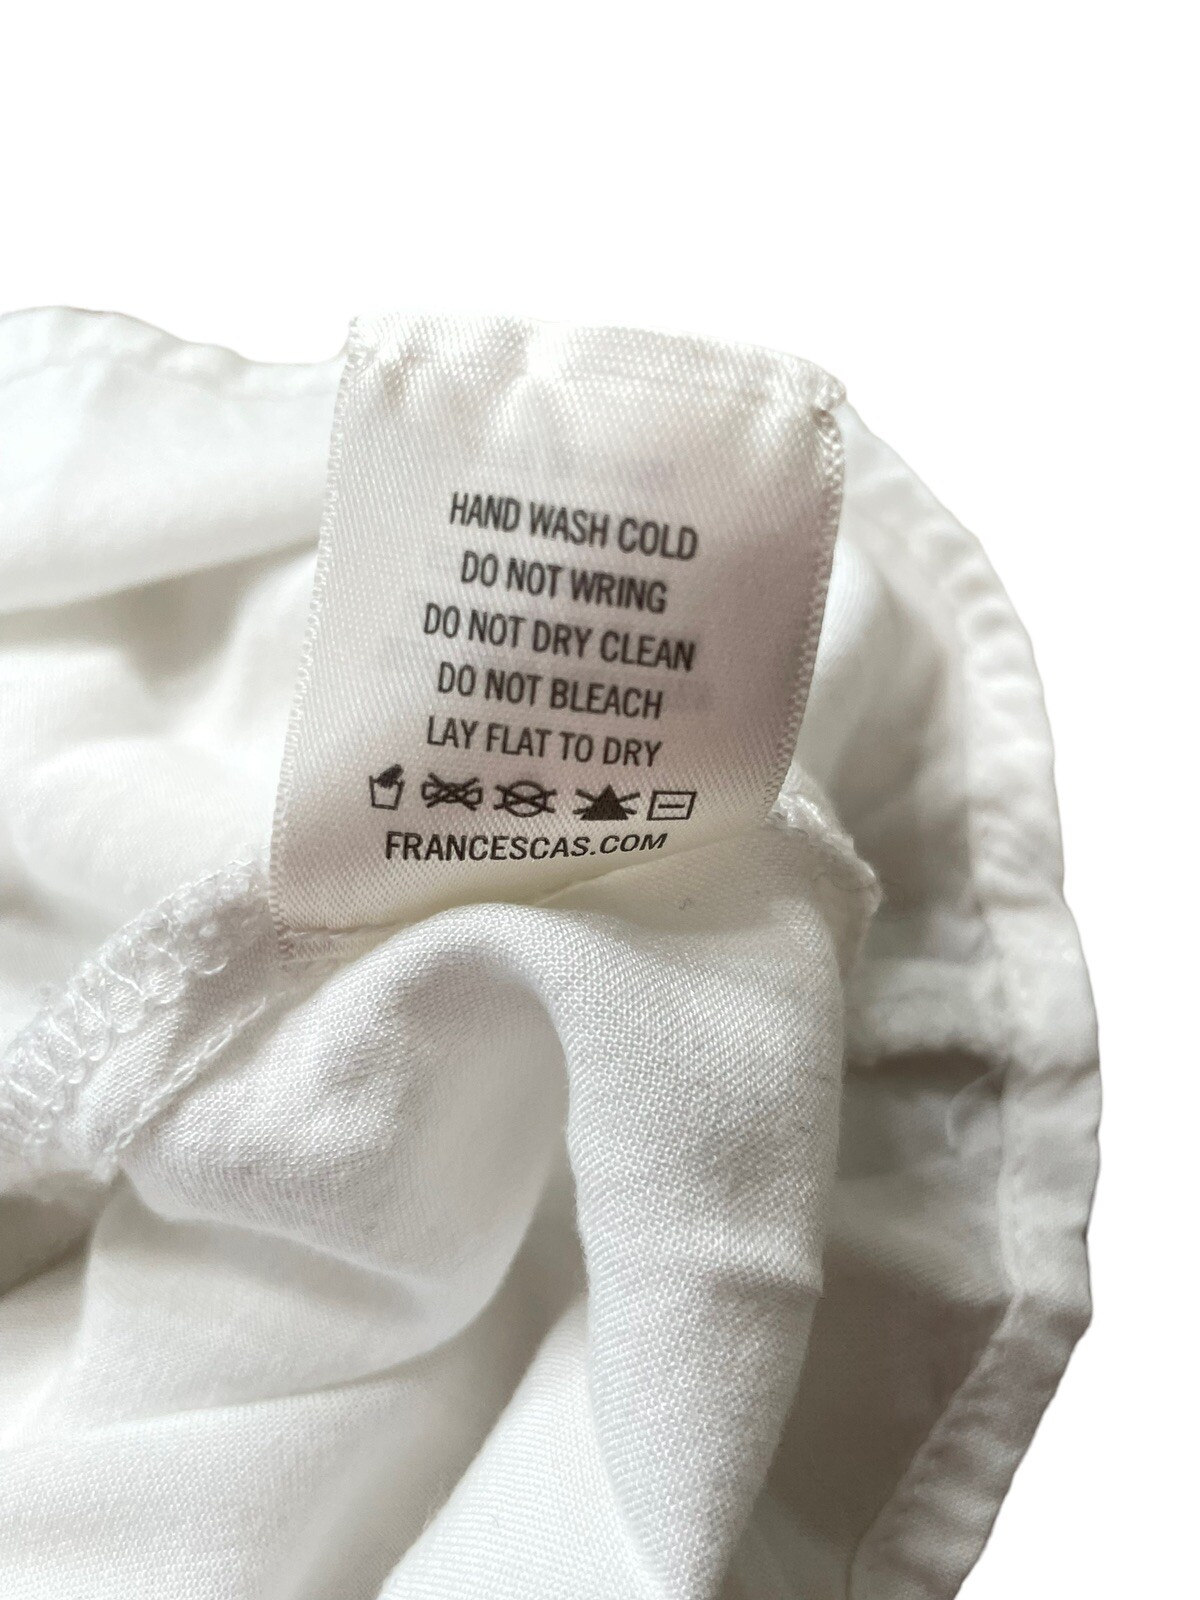 HAND WASH COLD
DO NOT WRING
DO NOT DRY CLEAN
DO NOT BLEACH
LAY FLAT TO DRY
FRANCESCAS.COM